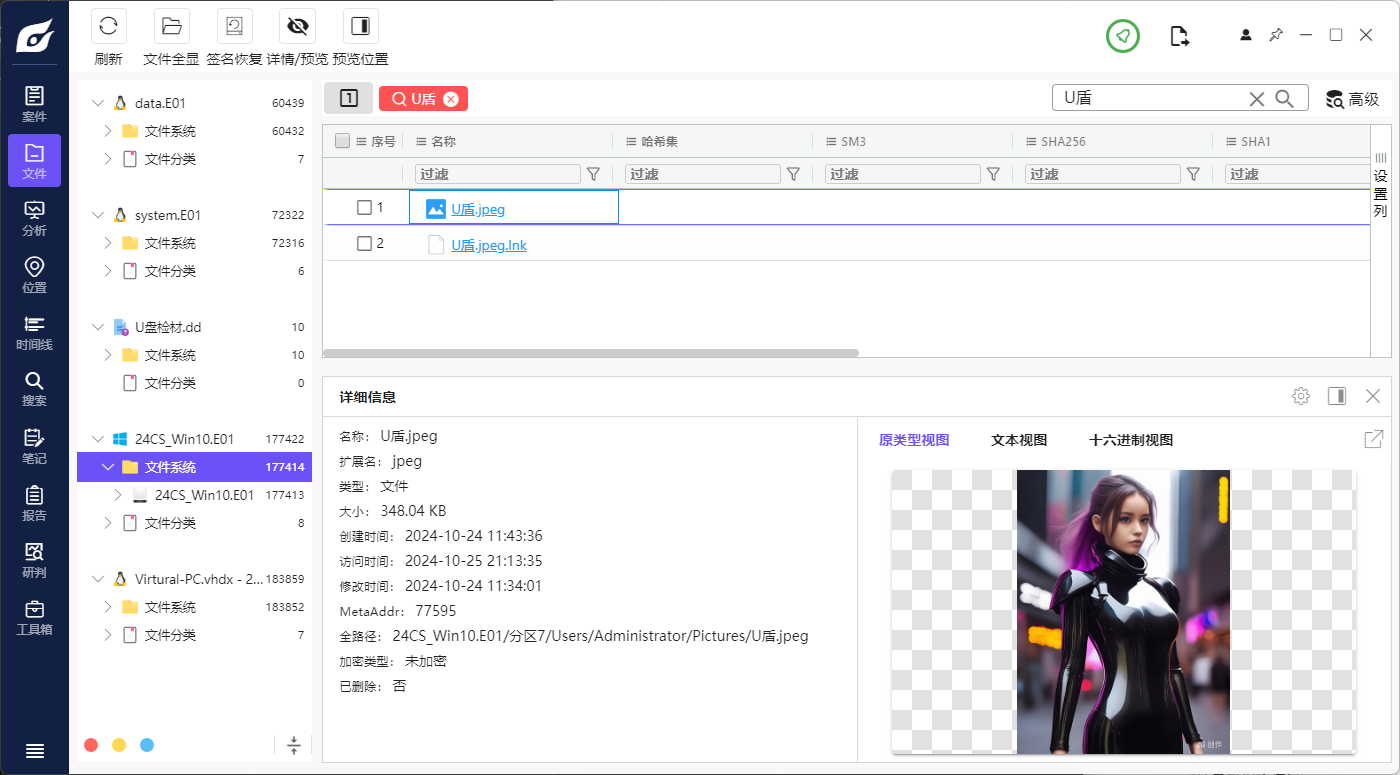 刷新 文件全显 签名恢复 详情/预览 预览位置
案件
文件
分析
位置
时间线
搜索
笔记
报告
研判
工具箱
data.E01 60439
文件系统 60432
文件分类 7
system.E01 72322
文件系统 72316
文件分类 6
U盘检材.dd 10
文件系统 10
文件分类 0
24CS_Win10.E01 177422
文件系统 177414
24CS_Win10.E01 177413
文件分类 8
Virtural-PC.vhdx - 2... 183859
文件系统 183852
文件分类 7
1 U盾 U盾 高级
序号 名称 哈希集 SM3 SHA256 SHA1
过滤 过滤 过滤 过滤 过滤
1 U盾.jpeg
2 U盾.jpeg.lnk
设置列
详细信息
名称: U盾.jpeg
扩展名: jpeg
类型: 文件
大小: 348.04 KB
创建时间: 2024-10-24 11:43:36
访问时间: 2024-10-25 21:13:35
修改时间: 2024-10-24 11:34:01
MetaAddr: 77595
全路径: 24CS_Win10.E01/分区7/Users/Administrator/Pictures/U盾.jpeg
加密类型: 未加密
已删除: 否
原类型视图 文本视图 十六进制视图
AI 创作